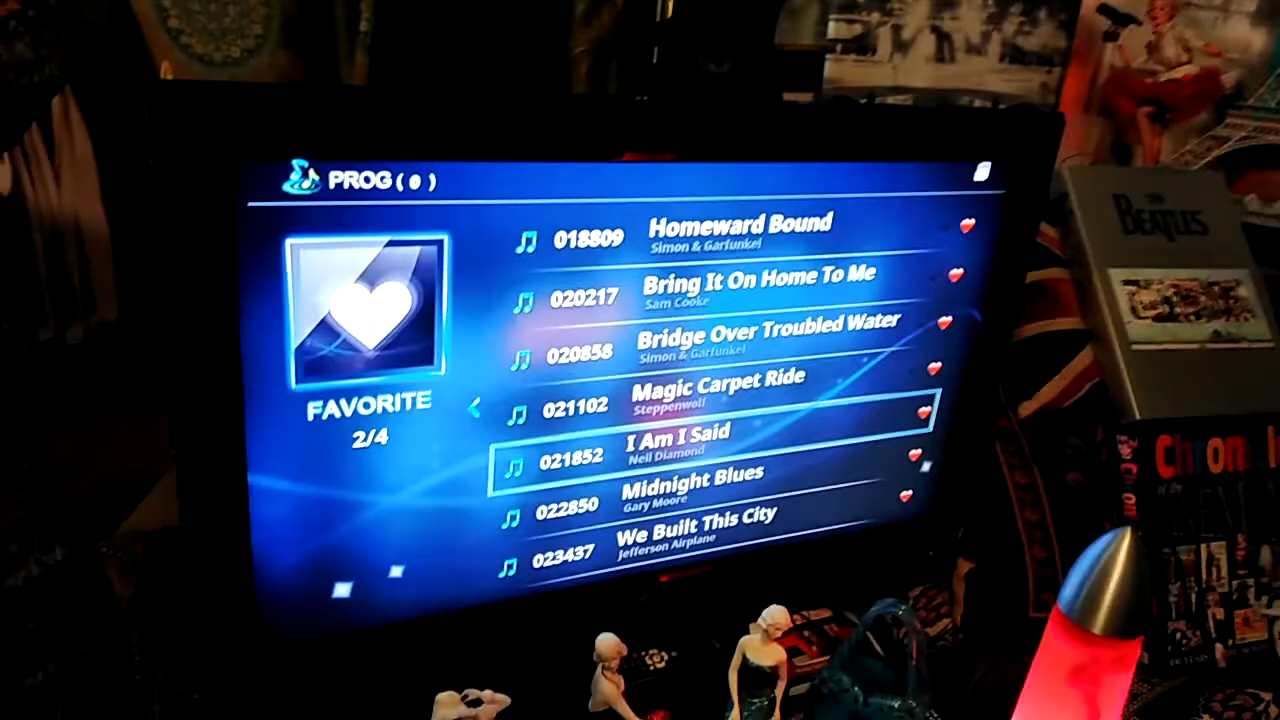 PROG ( 0 )
018809 Homeward Bound
Simon & Garfunkel
020217 Bring It On Home To Me
Sam Cooke
020858 Bridge Over Troubled Water
Simon & Garfunkel
021102 Magic Carpet Ride
Steppenwolf
021852 I Am I Said
Neil Diamond
022850 Midnight Blues
Gary Moore
023437 We Built This City
Jefferson Airplane
FAVORITE
2/4
THE
BEATLES